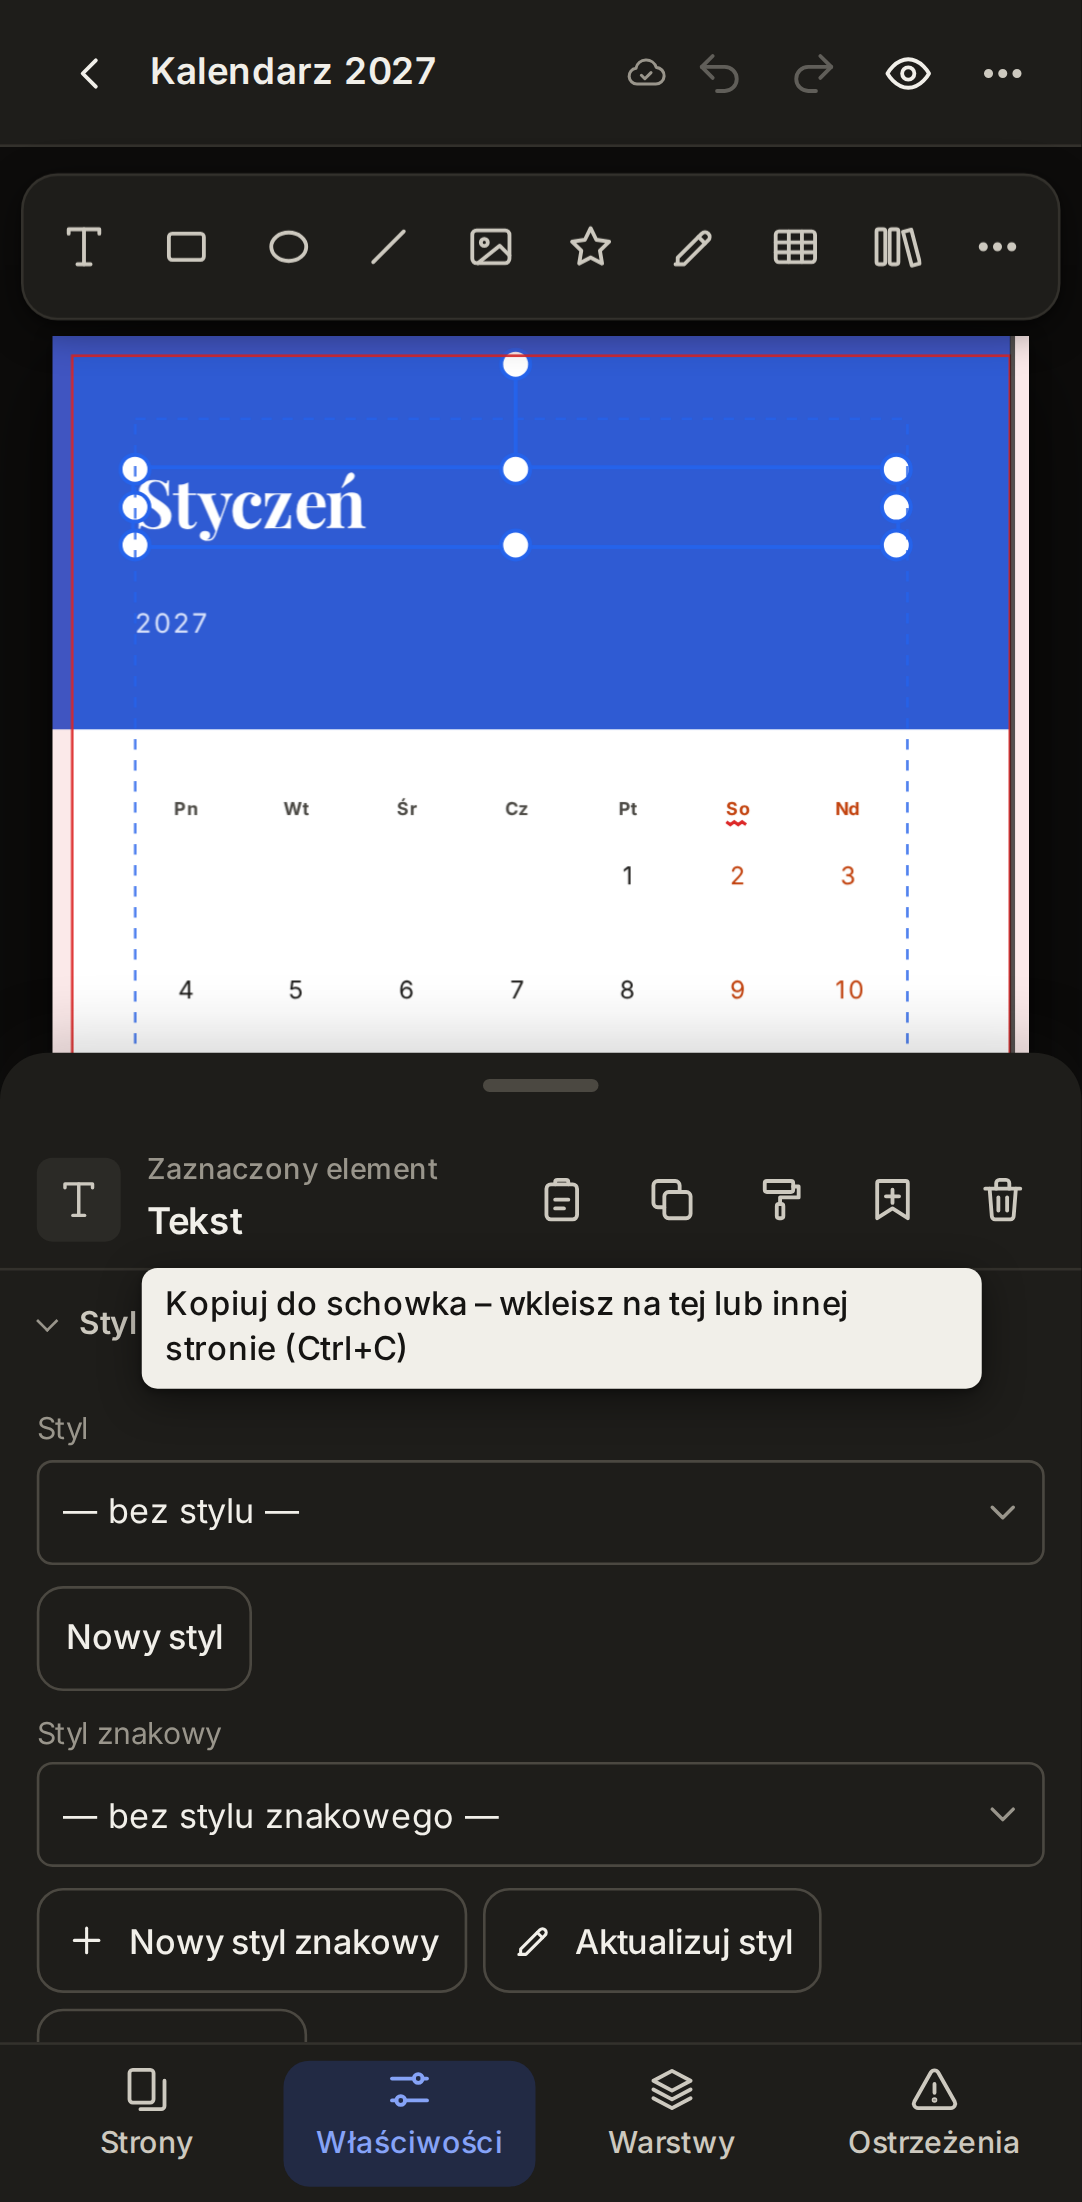 Kalendarz 2027
Styczeń
2027
Pn Wt Śr Cz Pt So Nd
1 2 3
4 5 6 7 8 9 10
Zaznaczony element
Tekst
Kopiuj do schowka – wkleisz na tej lub innej
stronie (Ctrl+C)
Styl
Styl
— bez stylu —
Nowy styl
Styl znakowy
— bez stylu znakowego —
Nowy styl znakowy Aktualizuj styl
Strony Właściwości Warstwy Ostrzeżenia